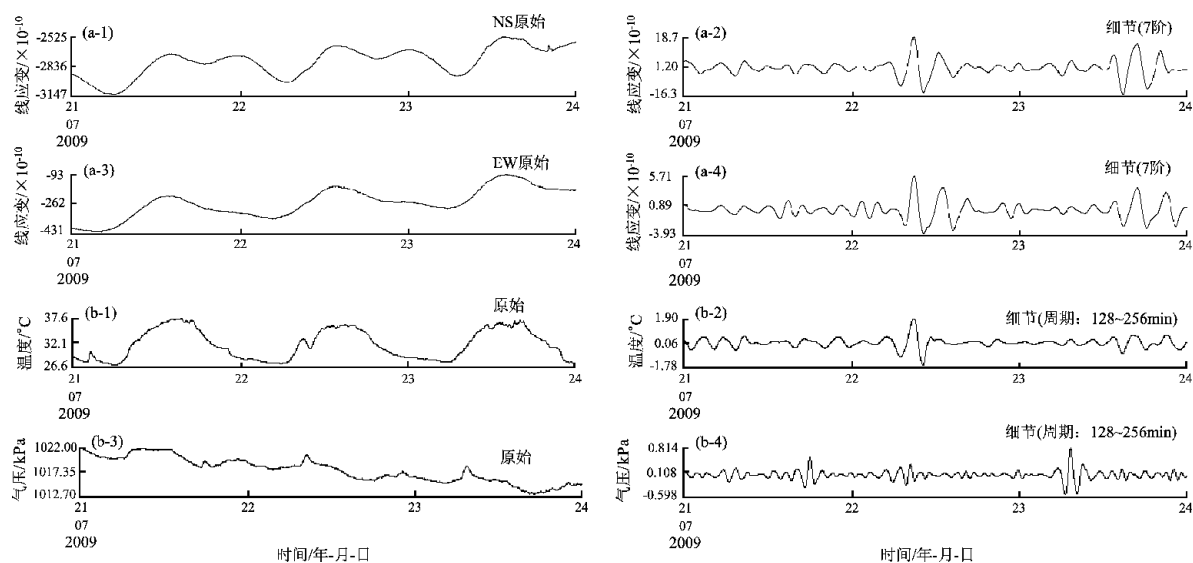 (a-1)
NS原始
线应变/×10⁻¹⁰
-2525
-2836
-3147
21
22
23
24
07
2009
(a-2)
细节(7阶)
线应变/×10⁻¹⁰
18.7
1.20
-16.3
21
22
23
24
07
2009
(a-3)
EW原始
线应变/×10⁻¹⁰
-93
-262
-431
21
22
23
24
07
2009
(a-4)
细节(7阶)
线应变/×10⁻¹⁰
5.71
0.89
-3.93
21
22
23
24
07
2009
(b-1)
原始
温度/°C
37.6
32.1
26.6
21
22
23
24
07
2009
(b-2)
细节(周期：128~256min)
温度/°C
1.90
0.06
-1.78
21
22
23
24
07
2009
(b-3)
原始
气压/kPa
1022.00
1017.35
1012.70
21
22
23
24
07
2009
时间/年-月-日
(b-4)
细节(周期：128~256min)
气压/kPa
0.814
0.108
-0.598
21
22
23
24
07
2009
时间/年-月-日